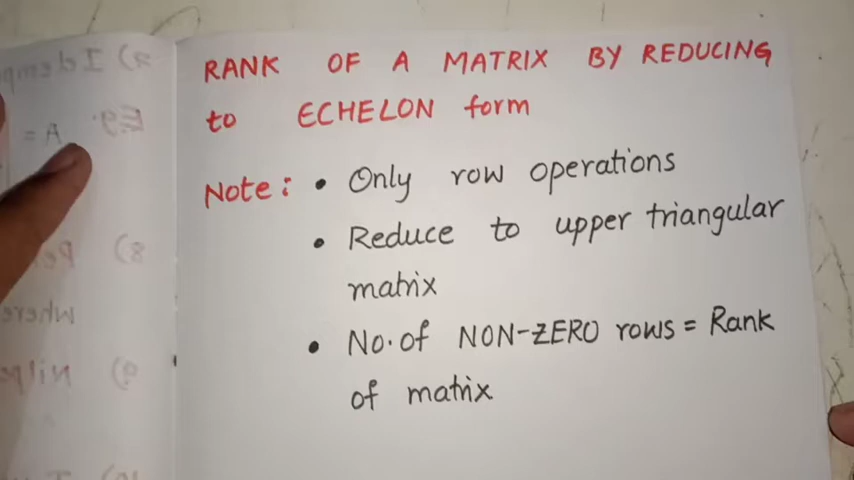 RANK OF A MATRIX BY REDUCING
to ECHELON form
Note: • Only row operations
• Reduce to upper triangular
matrix
• No. of NON-ZERO rows = Rank
of matrix